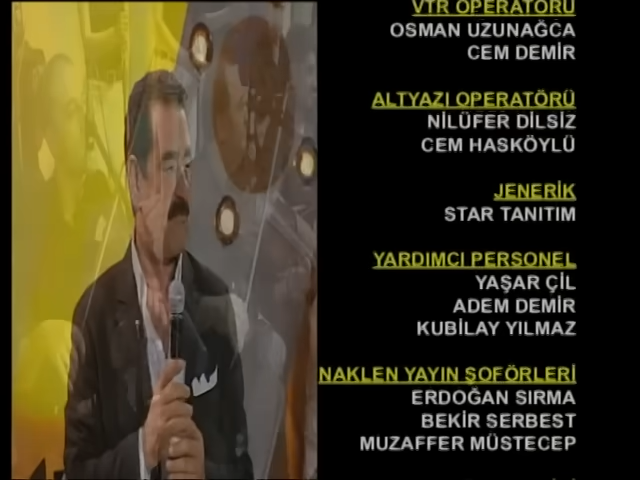 VTR OPERATÖRÜ
OSMAN UZUNAĞCA
CEM DEMİR
ALTYAZI OPERATÖRÜ
NİLÜFER DİLSİZ
CEM HASKÖYLÜ
JENERİK
STAR TANITIM
YARDIMCI PERSONEL
YAŞAR ÇİL
ADEM DEMİR
KUBİLAY YILMAZ
NAKLEN YAYIN ŞOFÖRLERİ
ERDOĞAN SIRMA
BEKİR SERBEST
MUZAFFER MÜSTECEP